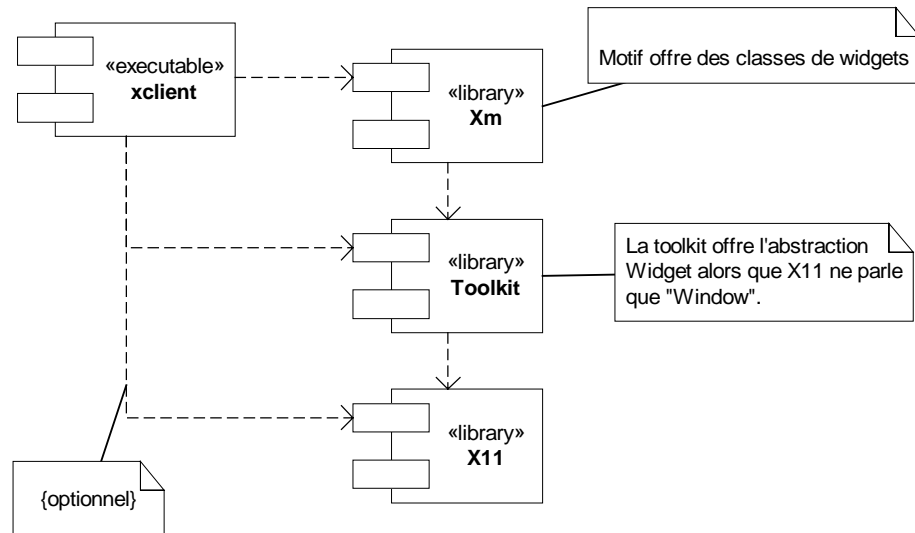 «executable»
xclient
«library»
Xm
Motif offre des classes de widgets
«library»
Toolkit
La toolkit offre l'abstraction
Widget alors que X11 ne parle
que "Window".
«library»
X11
{optionnel}